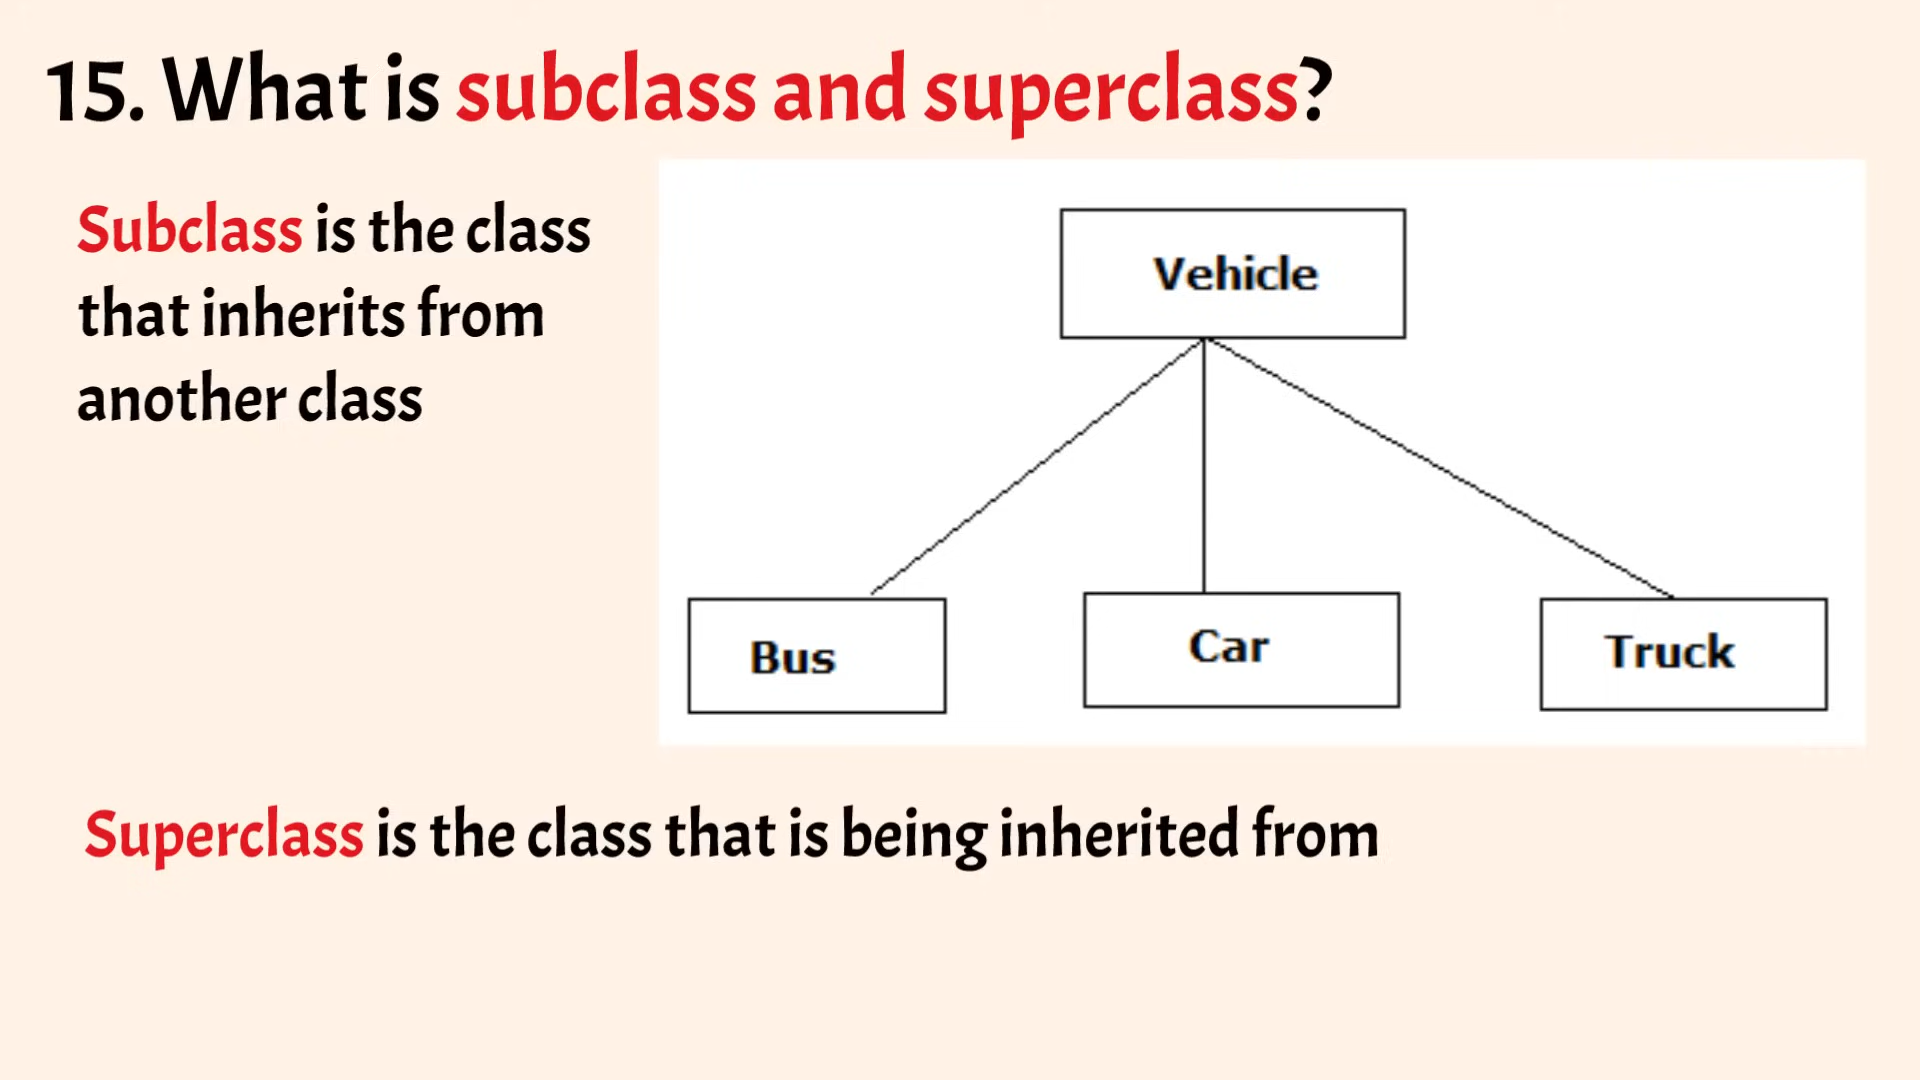 15. What is subclass and superclass?
Subclass is the class
that inherits from
another class
Vehicle
Bus
Car
Truck
Superclass is the class that is being inherited from